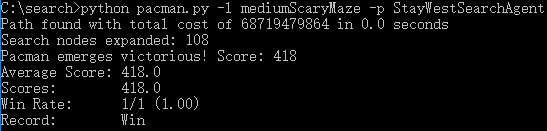 C:\search>python pacman.py -l mediumScaryMaze -p StayWestSearchAgent
Path found with total cost of 68719479864 in 0.0 seconds
Search nodes expanded: 108
Pacman emerges victorious! Score: 418
Average Score: 418.0
Scores:        418.0
Win Rate:      1/1 (1.00)
Record:        Win